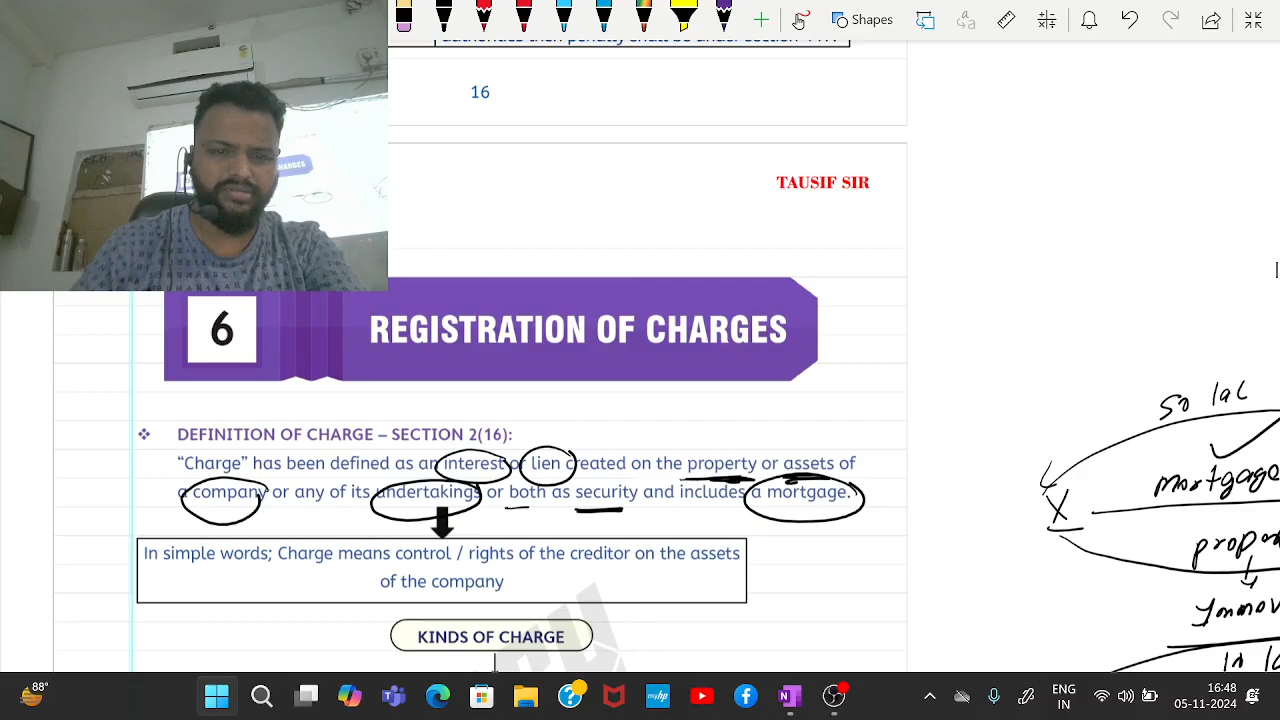 Shapes
16
TAUSIF SIR
6
REGISTRATION OF CHARGES
❖ DEFINITION OF CHARGE – SECTION 2(16):
“Charge” has been defined as an interest or lien created on the property or assets of
a company or any of its undertakings or both as security and includes a mortgage.
In simple words; Charge means control / rights of the creditor on the assets
of the company
KINDS OF CHARGE
50 lac
mortgage
X
88°
ENG
IN
16:48
05-11-2024